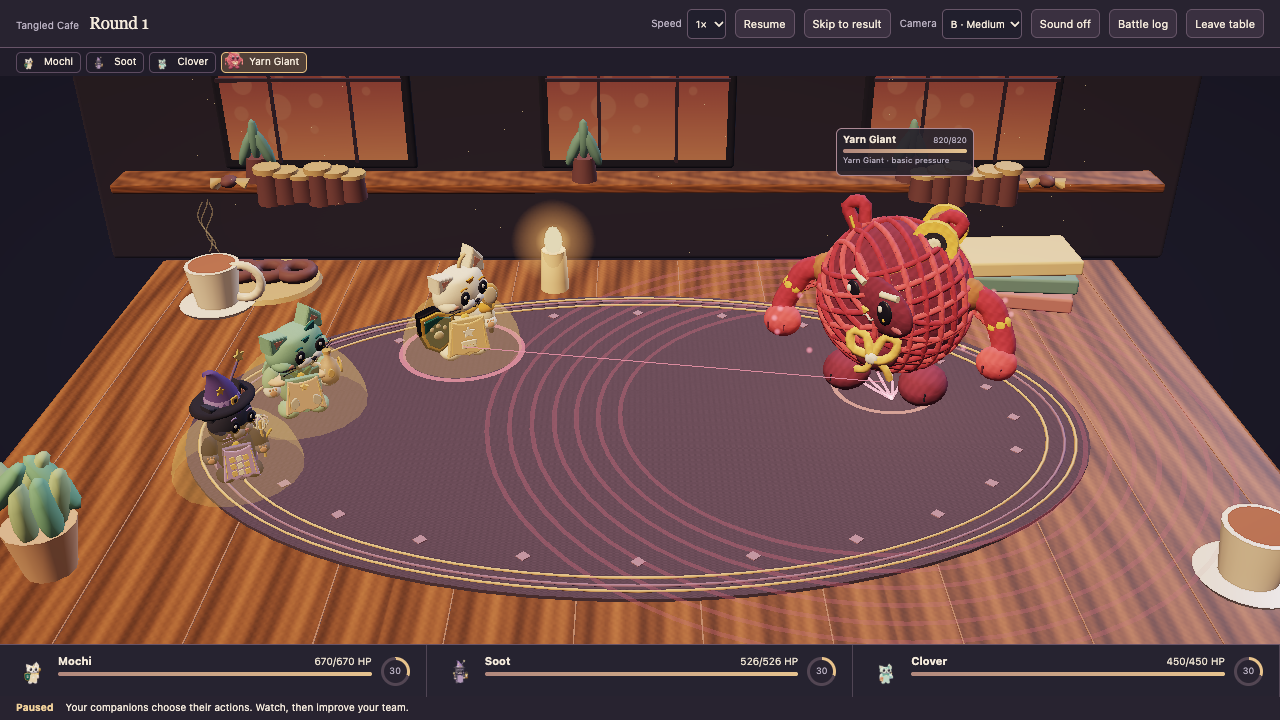 Tangled Cafe Round 1 Speed 1x Resume Skip to result Camera B · Medium Sound off Battle log Leave table
Mochi Soot Clover Yarn Giant
Yarn Giant 820/820
Yarn Giant · basic pressure
Mochi 670/670 HP 30 Soot 526/526 HP 30 Clover 450/450 HP 30
Paused Your companions choose their actions. Watch, then improve your team.